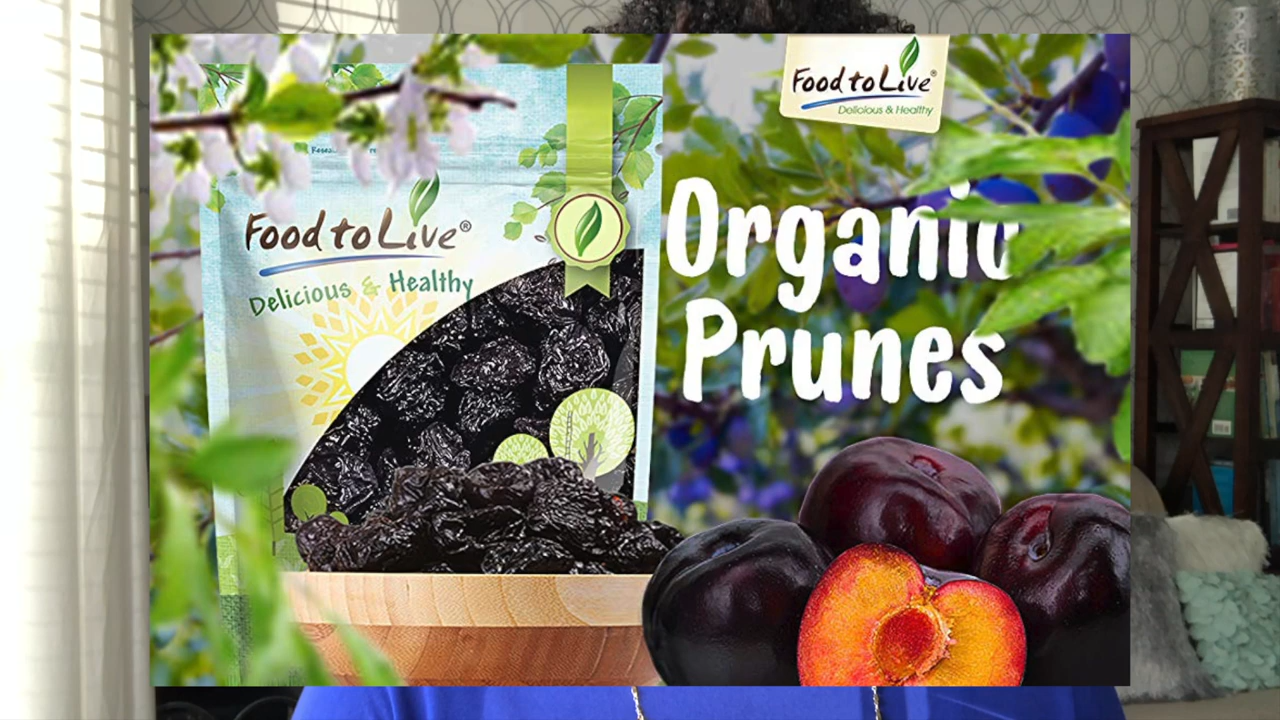 Food to Live®
Delicious & Healthy
Food to Live®
Delicious & Healthy
Organic
Prunes